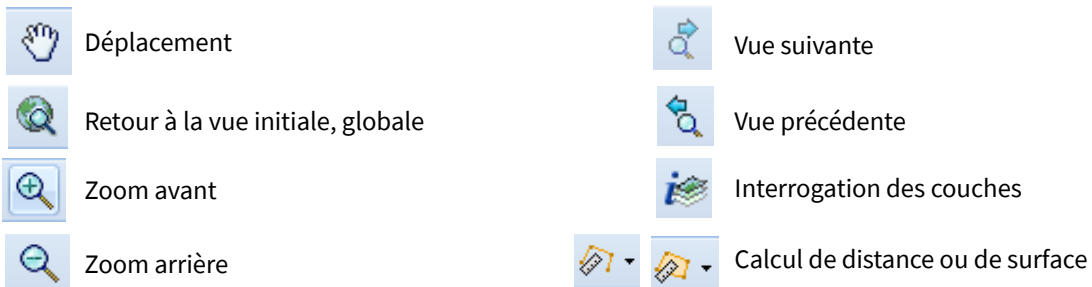 Déplacement
Retour à la vue initiale, globale
Zoom avant
Zoom arrière
Vue suivante
Vue précédente
Interrogation des couches
Calcul de distance ou de surface